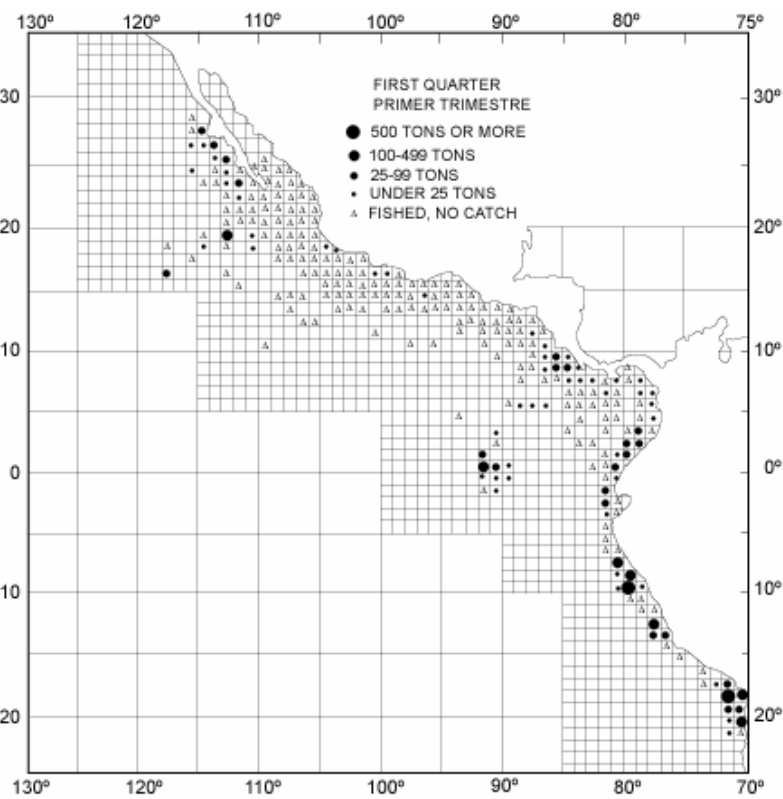 130º 120º 110º 100º 90º 80º 75º
FIRST QUARTER
PRIMER TRIMESTRE
500 TONS OR MORE
100-499 TONS
25-99 TONS
UNDER 25 TONS
FISHED, NO CATCH
30 30º
20 20º
10 10º
0 0º
10 10º
20 20º
130º 120º 110º 100º 90º 80º 75º